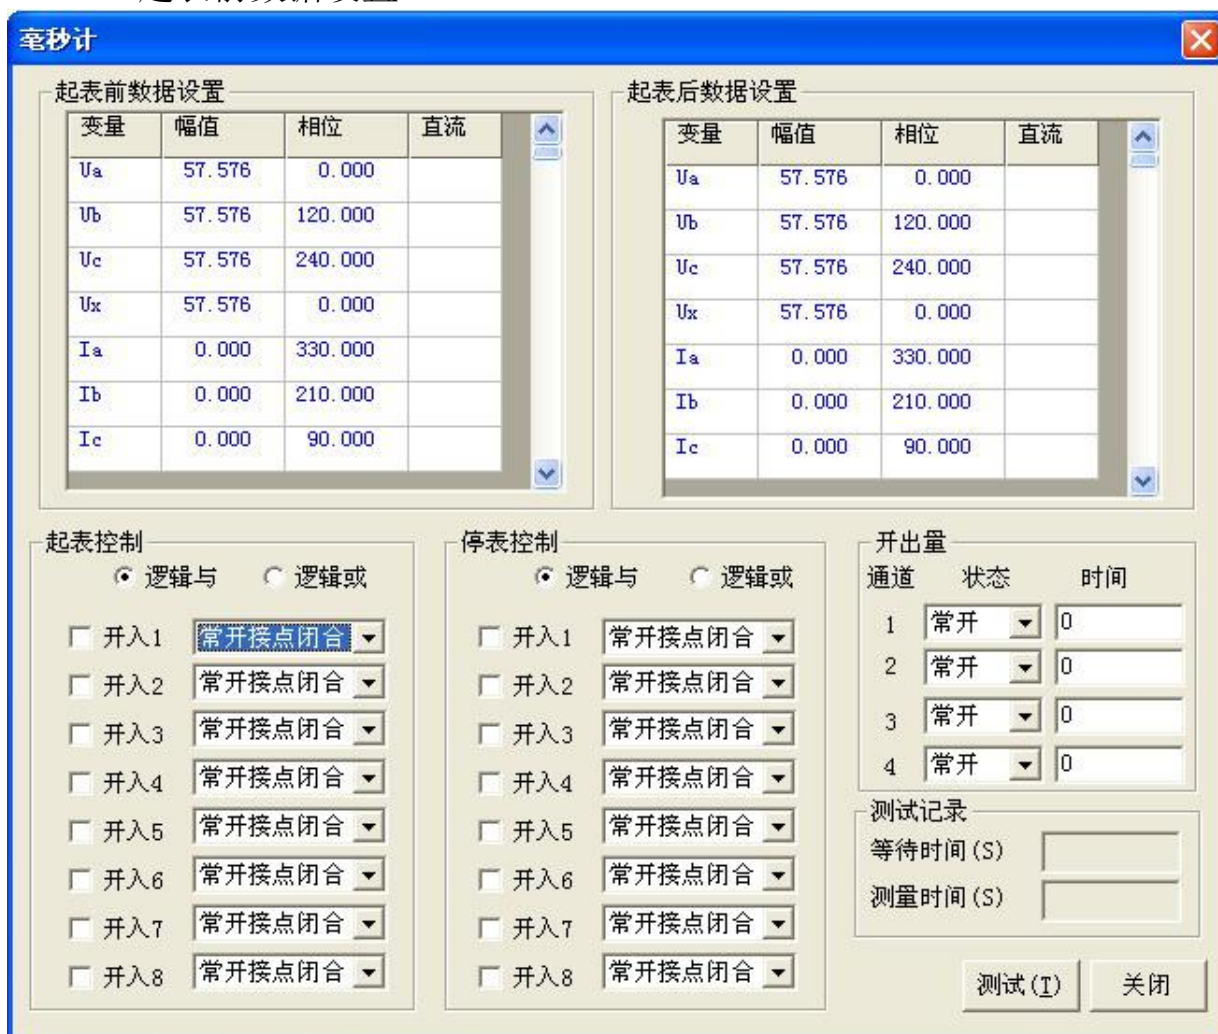 毫秒计
起表前数据设置
变量 幅值 相位 直流
Ua 57.576 0.000
Ub 57.576 120.000
Uc 57.576 240.000
Ux 57.576 0.000
Ia 0.000 330.000
Ib 0.000 210.000
Ic 0.000 90.000
起表后数据设置
变量 幅值 相位 直流
Ua 57.576 0.000
Ub 57.576 120.000
Uc 57.576 240.000
Ux 57.576 0.000
Ia 0.000 330.000
Ib 0.000 210.000
Ic 0.000 90.000
起表控制
逻辑与 逻辑或
开入1 常开接点闭合
开入2 常开接点闭合
开入3 常开接点闭合
开入4 常开接点闭合
开入5 常开接点闭合
开入6 常开接点闭合
开入7 常开接点闭合
开入8 常开接点闭合
停表控制
逻辑与 逻辑或
开入1 常开接点闭合
开入2 常开接点闭合
开入3 常开接点闭合
开入4 常开接点闭合
开入5 常开接点闭合
开入6 常开接点闭合
开入7 常开接点闭合
开入8 常开接点闭合
开出量
通道 状态 时间
1 常开 0
2 常开 0
3 常开 0
4 常开 0
测试记录
等待时间(S)
测量时间(S)
测试(T) 关闭